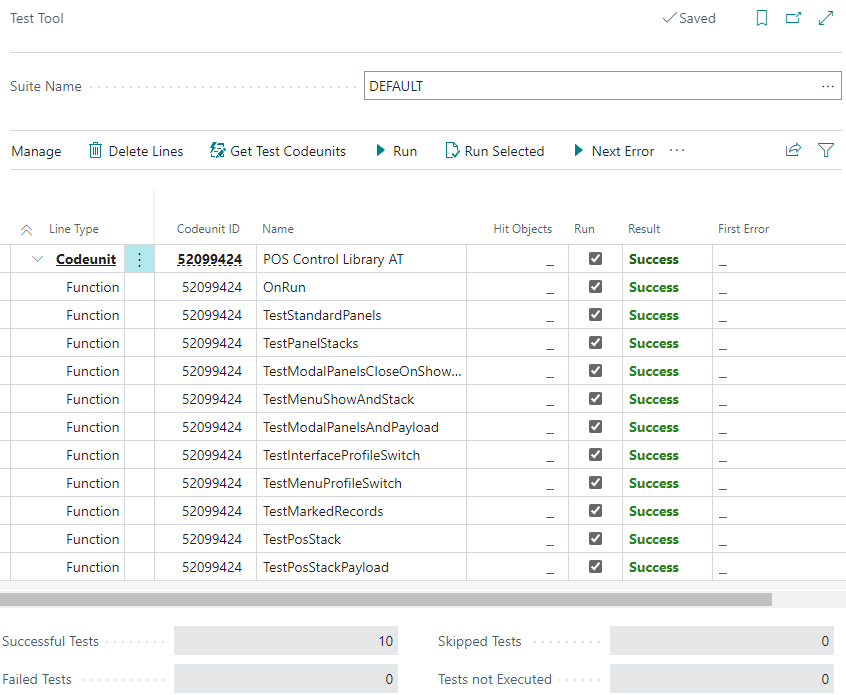 Test Tool Saved
Suite Name DEFAULT ...
Manage Delete Lines Get Test Codeunits Run Run Selected Next Error ...
Line Type Codeunit ID Name Hit Objects Run Result First Error
Codeunit 52099424 POS Control Library AT _ Success _
Function 52099424 OnRun _ Success _
Function 52099424 TestStandardPanels _ Success _
Function 52099424 TestPanelStacks _ Success _
Function 52099424 TestModalPanelsCloseOnShow... _ Success _
Function 52099424 TestMenuShowAndStack _ Success _
Function 52099424 TestModalPanelsAndPayload _ Success _
Function 52099424 TestInterfaceProfileSwitch _ Success _
Function 52099424 TestMenuProfileSwitch _ Success _
Function 52099424 TestMarkedRecords _ Success _
Function 52099424 TestPosStack _ Success _
Function 52099424 TestPosStackPayload _ Success _
Successful Tests 10 Skipped Tests 0
Failed Tests 0 Tests not Executed 0